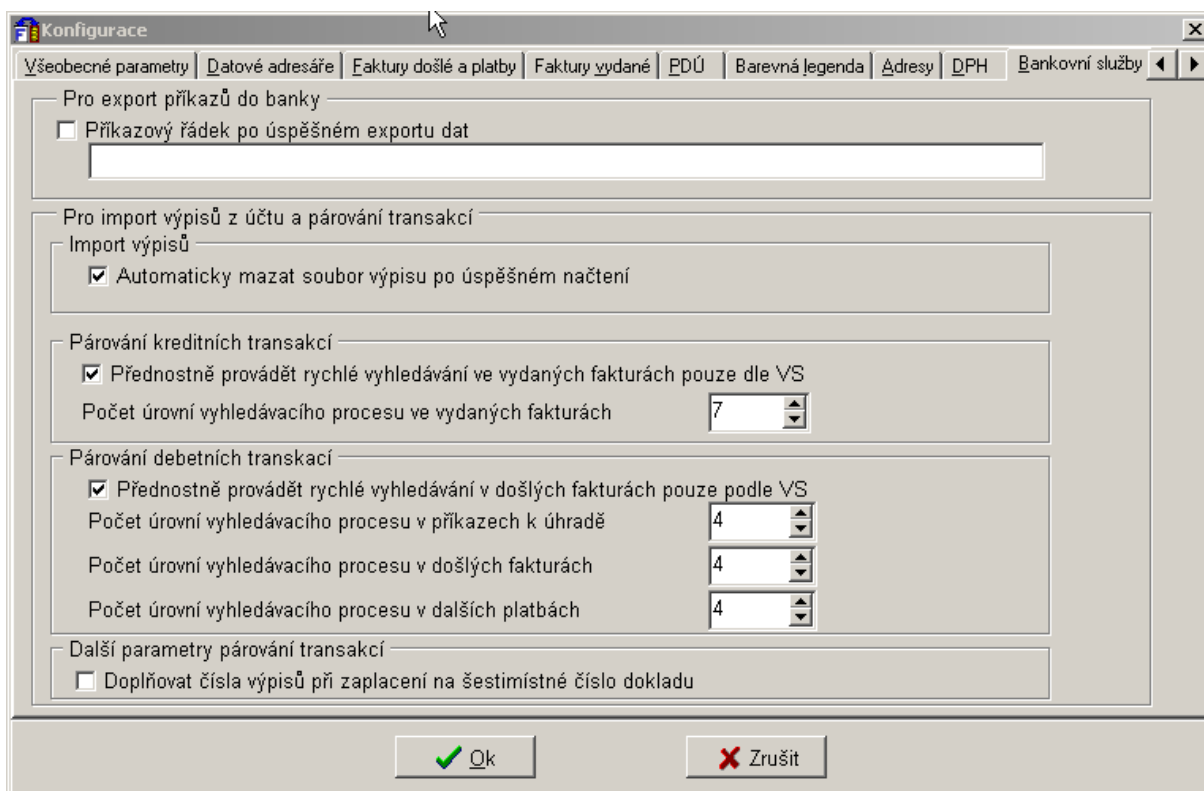 Konfigurace
Všeobecné parametry Datové adresáře Faktury došlé a platby Faktury vydané PDÚ Barevná legenda Adresy DPH Bankovní služby
Pro export příkazů do banky
Příkazový řádek po úspěšném exportu dat
Pro import výpisů z účtu a párování transakcí
Import výpisů
Automaticky mazat soubor výpisu po úspěšném načtení
Párování kreditních transakcí
Přednostně provádět rychlé vyhledávání ve vydaných fakturách pouze dle VS
Počet úrovní vyhledávacího procesu ve vydaných fakturách 7
Párování debetních transkací
Přednostně provádět rychlé vyhledávání v došlých fakturách pouze podle VS
Počet úrovní vyhledávacího procesu v příkazech k úhradě 4
Počet úrovní vyhledávacího procesu v došlých fakturách 4
Počet úrovní vyhledávacího procesu v dalších platbách 4
Další parametry párování transakcí
Doplňovat čísla výpisů při zaplacení na šestimístné číslo dokladu
Ok Zrušit